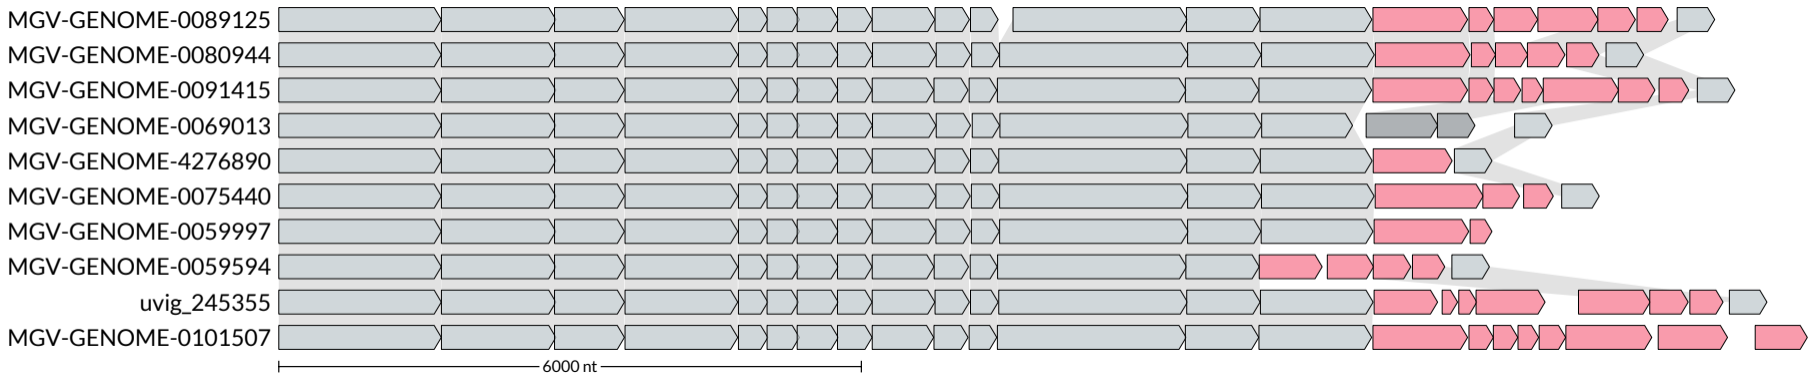 MGV-GENOME-0089125
MGV-GENOME-0080944
MGV-GENOME-0091415
MGV-GENOME-0069013
MGV-GENOME-4276890
MGV-GENOME-0075440
MGV-GENOME-0059997
MGV-GENOME-0059594
uvig_245355
MGV-GENOME-0101507
6000 nt